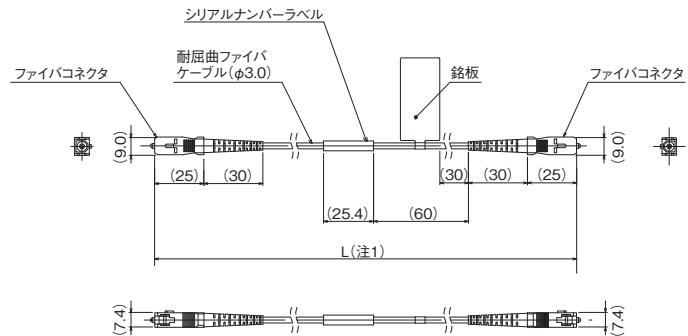 シリアルナンバーラベル
耐屈曲ファイバ
ケーブル(φ3.0)
ファイバコネクタ
銘板
ファイバコネクタ
(9.0)
(9.0)
(25)
(30)
(30)
(30)
(25)
(25.4)
(60)
L(注1)
(7.4)
(7.4)